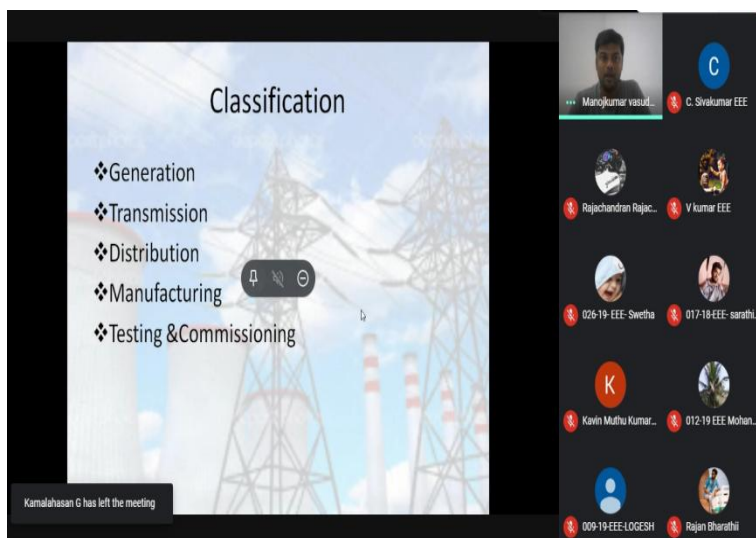 Classification
❖Generation
❖Transmission
❖Distribution
❖Manufacturing
❖Testing &Commissioning
Kamalahasan G has left the meeting
Manojkumar vasud...
C
C. Sivakumar EEE
Rajachandran Rajac...
V kumar EEE
026-19- EEE- Swetha
017-18-EEE- sarathi.
K
Kavin Muthu Kumar...
012-19 EEE Mohan...
009-19-EEE-LOGESH
Rajan Bharathii